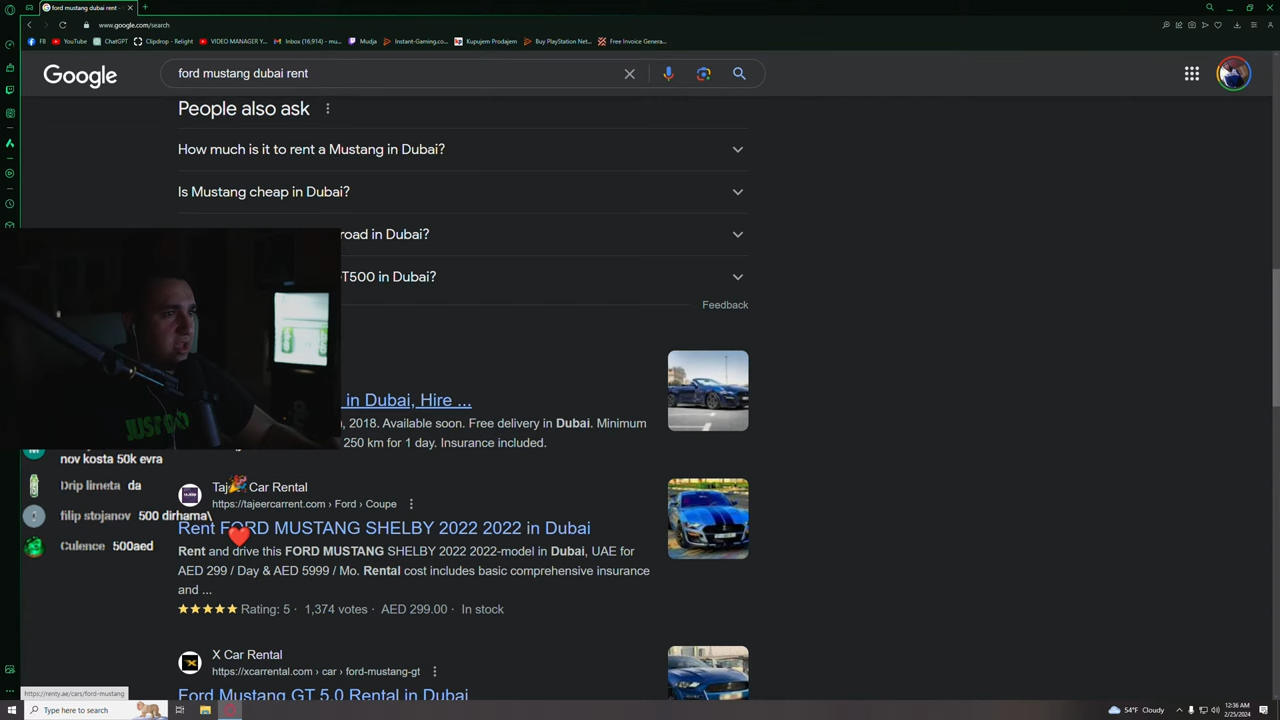 ford mustang dubai rent
www.google.com/search
FB
YouTube
ChatGPT
Clipdrop - Relight
VIDEO MANAGER Y...
Inbox (16,914) - mu...
Mudja
Instant-Gaming.co...
Kupujem Prodajem
Buy PlayStation Net...
Free Invoice Genera...
Google
ford mustang dubai rent
People also ask
How much is it to rent a Mustang in Dubai?
Is Mustang cheap in Dubai?
road in Dubai?
T500 in Dubai?
Feedback
in Dubai, Hire ...
, 2018. Available soon. Free delivery in Dubai. Minimum
250 km for 1 day. Insurance included.
nov kosta 50k evra
Drip limeta da
filip stojanov 500 dirhama\
Culence 500aed
Car Rental
https://tajeercarrent.com › Ford › Coupe
Rent FORD MUSTANG SHELBY 2022 2022 in Dubai
Rent and drive this FORD MUSTANG SHELBY 2022 2022-model in Dubai, UAE for
AED 299 / Day & AED 5999 / Mo. Rental cost includes basic comprehensive insurance
and ...
Rating: 5 · 1,374 votes · AED 299.00 · In stock
X Car Rental
https://xcarrental.com › car › ford-mustang-gt
Ford Mustang GT 5.0 Rental in Dubai
https://renty.ae/cars/ford-mustang
Type here to search
54°F Cloudy
12:36 AM
2/25/2024